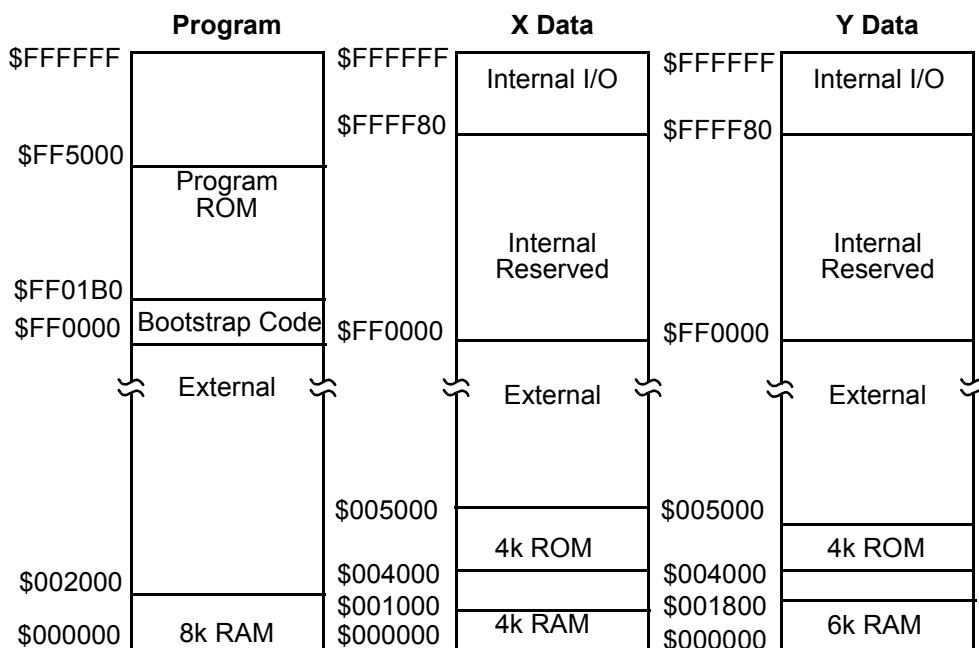 Program X Data Y Data
$FFFFFF $FFFFFF $FFFFFF
Internal I/O Internal I/O
$FFFF80 $FFFF80
$FF5000
Program
ROM
Internal
Reserved
Internal
Reserved
$FF01B0
$FF0000 Bootstrap Code $FF0000 $FF0000
External External External
$005000 $005000
4k ROM 4k ROM
$002000 $004000 $004000
$001000 $001800
$000000 8k RAM $000000 4k RAM $000000 6k RAM